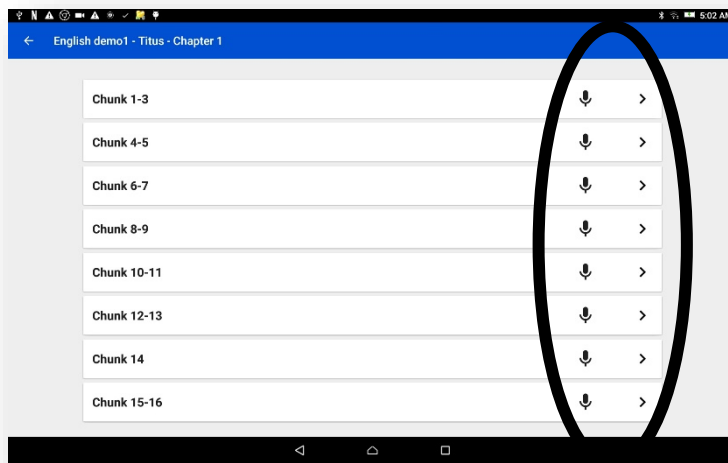 5:02 AM
English demo1 - Titus - Chapter 1
Chunk 1-3
Chunk 4-5
Chunk 6-7
Chunk 8-9
Chunk 10-11
Chunk 12-13
Chunk 14
Chunk 15-16